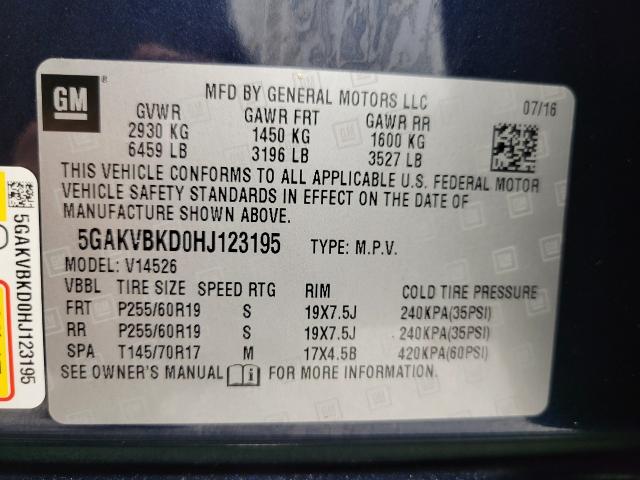 GM
MFD BY GENERAL MOTORS LLC
07/16
GVWR GAWR FRT GAWR RR
2930 KG 1450 KG 1600 KG
6459 LB 3196 LB 3527 LB
THIS VEHICLE CONFORMS TO ALL APPLICABLE U.S. FEDERAL MOTOR
VEHICLE SAFETY STANDARDS IN EFFECT ON THE DATE OF
MANUFACTURE SHOWN ABOVE.
5GAKVBKD0HJ123195 TYPE: M.P.V.
MODEL: V14526
VBBL TIRE SIZE SPEED RTG RIM COLD TIRE PRESSURE
FRT P255/60R19 S 19X7.5J 240KPA(35PSI)
RR P255/60R19 S 19X7.5J 240KPA(35PSI)
SPA T145/70R17 M 17X4.5B 420KPA(60PSI)
SEE OWNER'S MANUAL FOR MORE INFORMATION.
5GAKVBKD0HJ123195